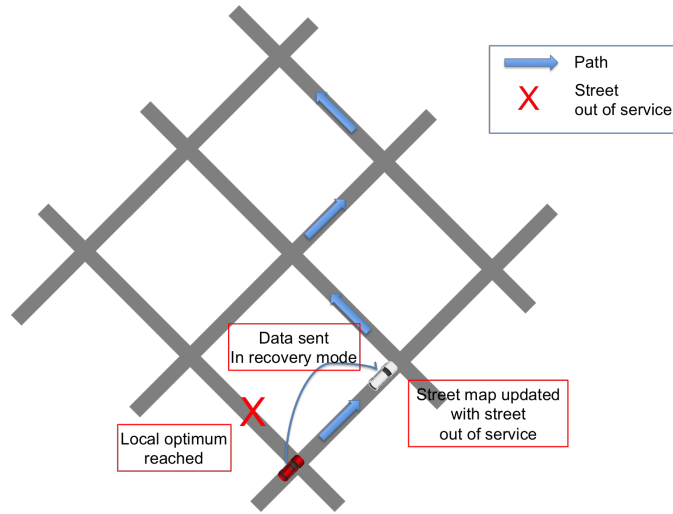 Path
Street
out of service
X
Data sent
In recovery mode
X
Street map updated
with street
out of service
Local optimum
reached